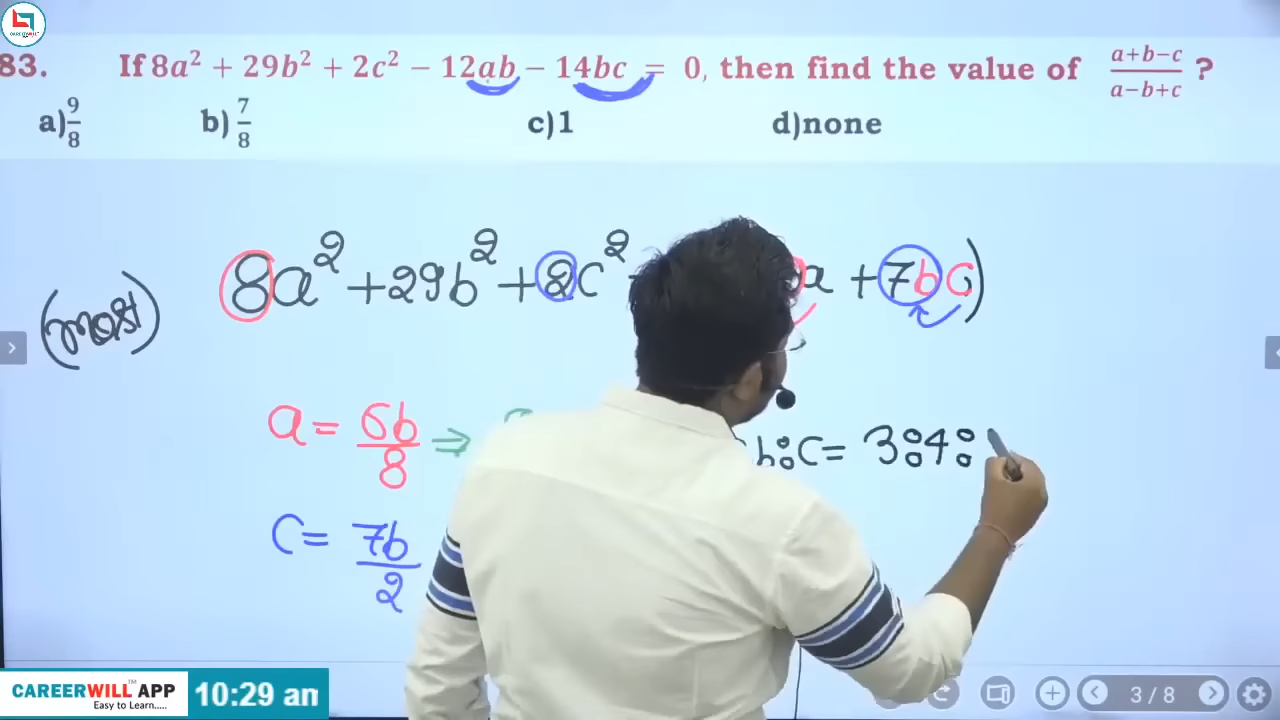 CAREERWILL
83. If 8a² + 29b² + 2c² − 12ab − 14bc = 0, then find the value of (a+b−c)/(a−b+c) ?
a) 9/8 b) 7/8 c) 1 d) none
8a² + 29b² + 2c² a + 7bc)
(most)
a = 6b/8 ⇒ b : c = 3 : 4 :
c = 7b/2
CAREERWILL™ APP
Easy to Learn.....
10:29 am
3 / 8